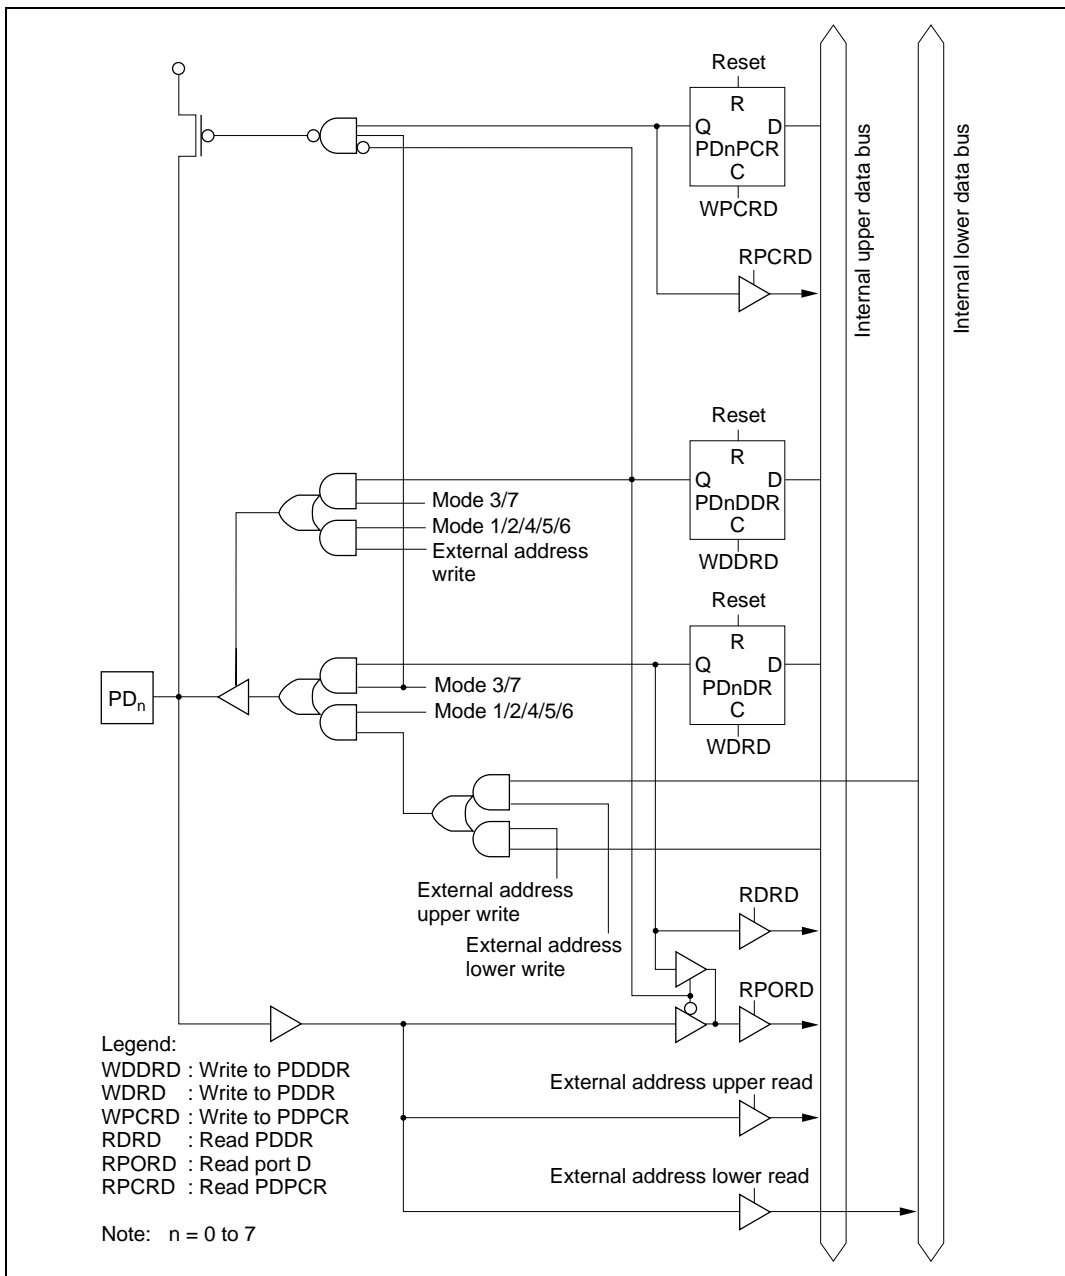 Reset
R
Q D
PDnPCR
C
WPCRD
RPCRD
Internal upper data bus
Internal lower data bus
Reset
R
Q D
PDnDDR
C
WDDRD
Mode 3/7
Mode 1/2/4/5/6
External address
write
Reset
R
Q D
PDnDR
C
WDRD
PDn
Mode 3/7
Mode 1/2/4/5/6
External address
upper write
External address
lower write
RDRD
RPORD
External address upper read
External address lower read
Legend:
WDDRD : Write to PDDDR
WDRD : Write to PDDR
WPCRD : Write to PDPCR
RDRD : Read PDDR
RPORD : Read port D
RPCRD : Read PDPCR
Note: n = 0 to 7